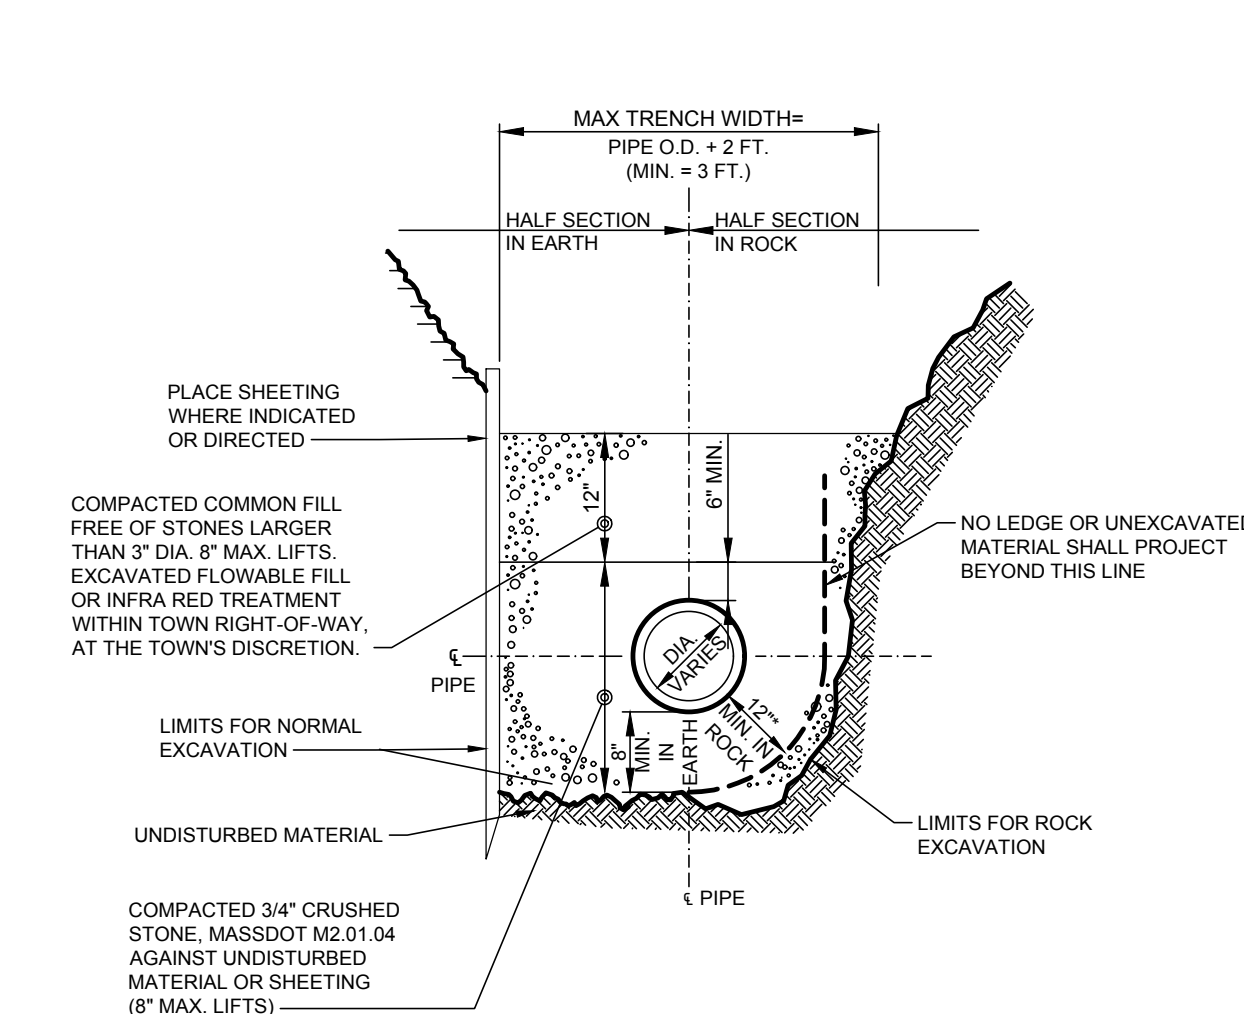 MAX TRENCH WIDTH=
PIPE O.D. + 2 FT.
(MIN. = 3 FT.)
HALF SECTION
IN EARTH
HALF SECTION
IN ROCK
PLACE SHEETING
WHERE INDICATED
OR DIRECTED
12"
6" MIN.
COMPACTED COMMON FILL
FREE OF STONES LARGER
THAN 3" DIA. 8" MAX. LIFTS.
EXCAVATED FLOWABLE FILL
OR INFRA RED TREATMENT
WITHIN TOWN RIGHT-OF-WAY,
AT THE TOWN'S DISCRETION.
NO LEDGE OR UNEXCAVATED
MATERIAL SHALL PROJECT
BEYOND THIS LINE
DIA.
VARIES
℄
PIPE
LIMITS FOR NORMAL
EXCAVATION
8"
MIN.
IN
EARTH
12"*
MIN. IN
ROCK
UNDISTURBED MATERIAL
LIMITS FOR ROCK
EXCAVATION
℄ PIPE
COMPACTED 3/4" CRUSHED
STONE, MASSDOT M2.01.04
AGAINST UNDISTURBED
MATERIAL OR SHEETING
(8" MAX. LIFTS)